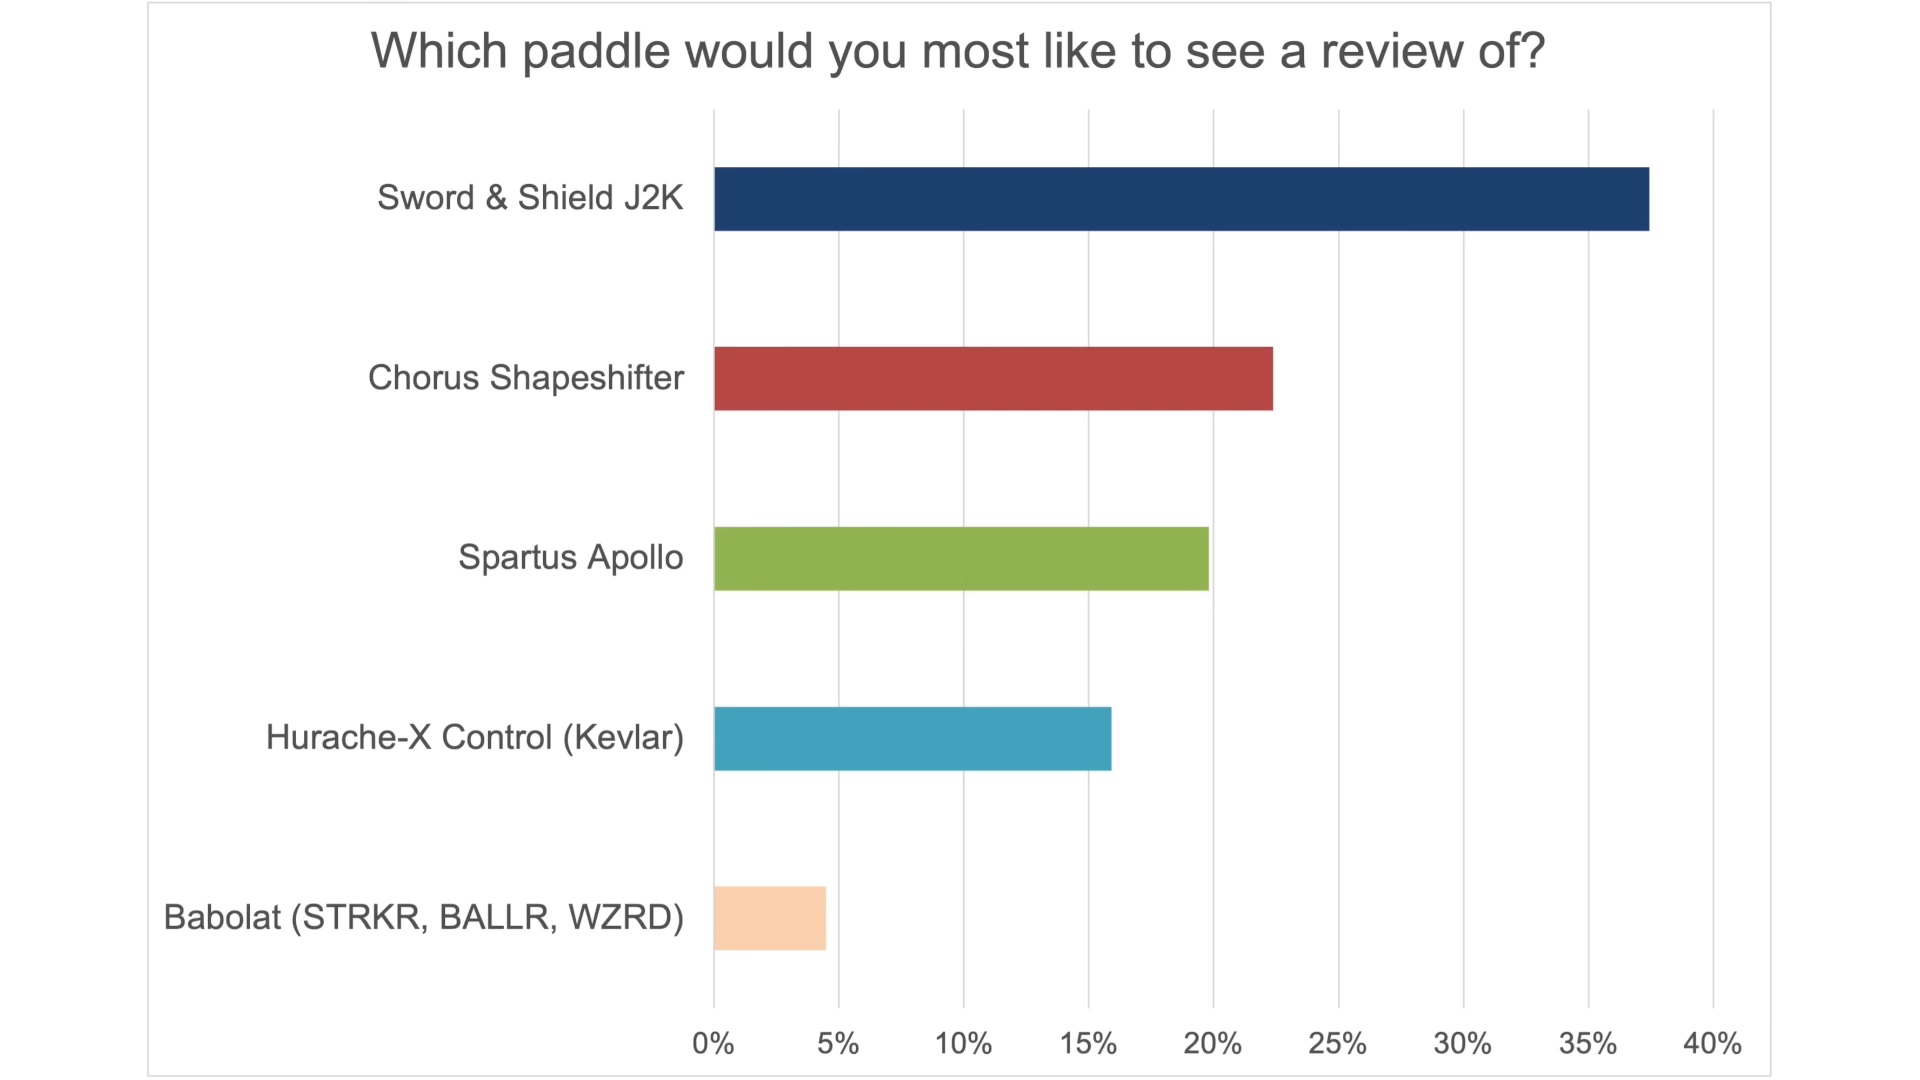 Which paddle would you most like to see a review of?
Sword & Shield J2K
Chorus Shapeshifter
Spartus Apollo
Hurache-X Control (Kevlar)
Babolat (STRKR, BALLR, WZRD)
0% 5% 10% 15% 20% 25% 30% 35% 40%